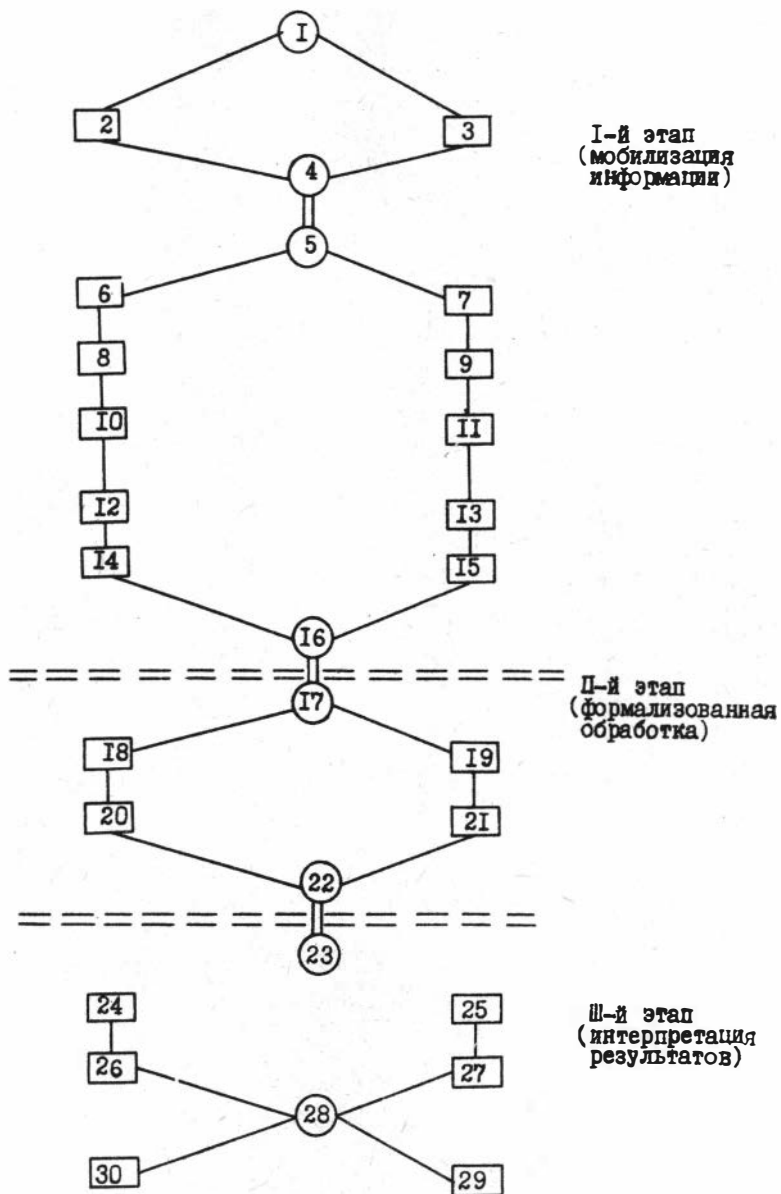 I
2
3
I-й этап
(мобилизация
информации)
4
5
6
7
8
9
I0
II
I2
I3
I4
I5
I6
П-й этап
(формализованная
обработка)
I7
I8
I9
20
2I
22
23
24
25
Ш-й этап
(интерпретация
результатов)
26
27
28
30
29